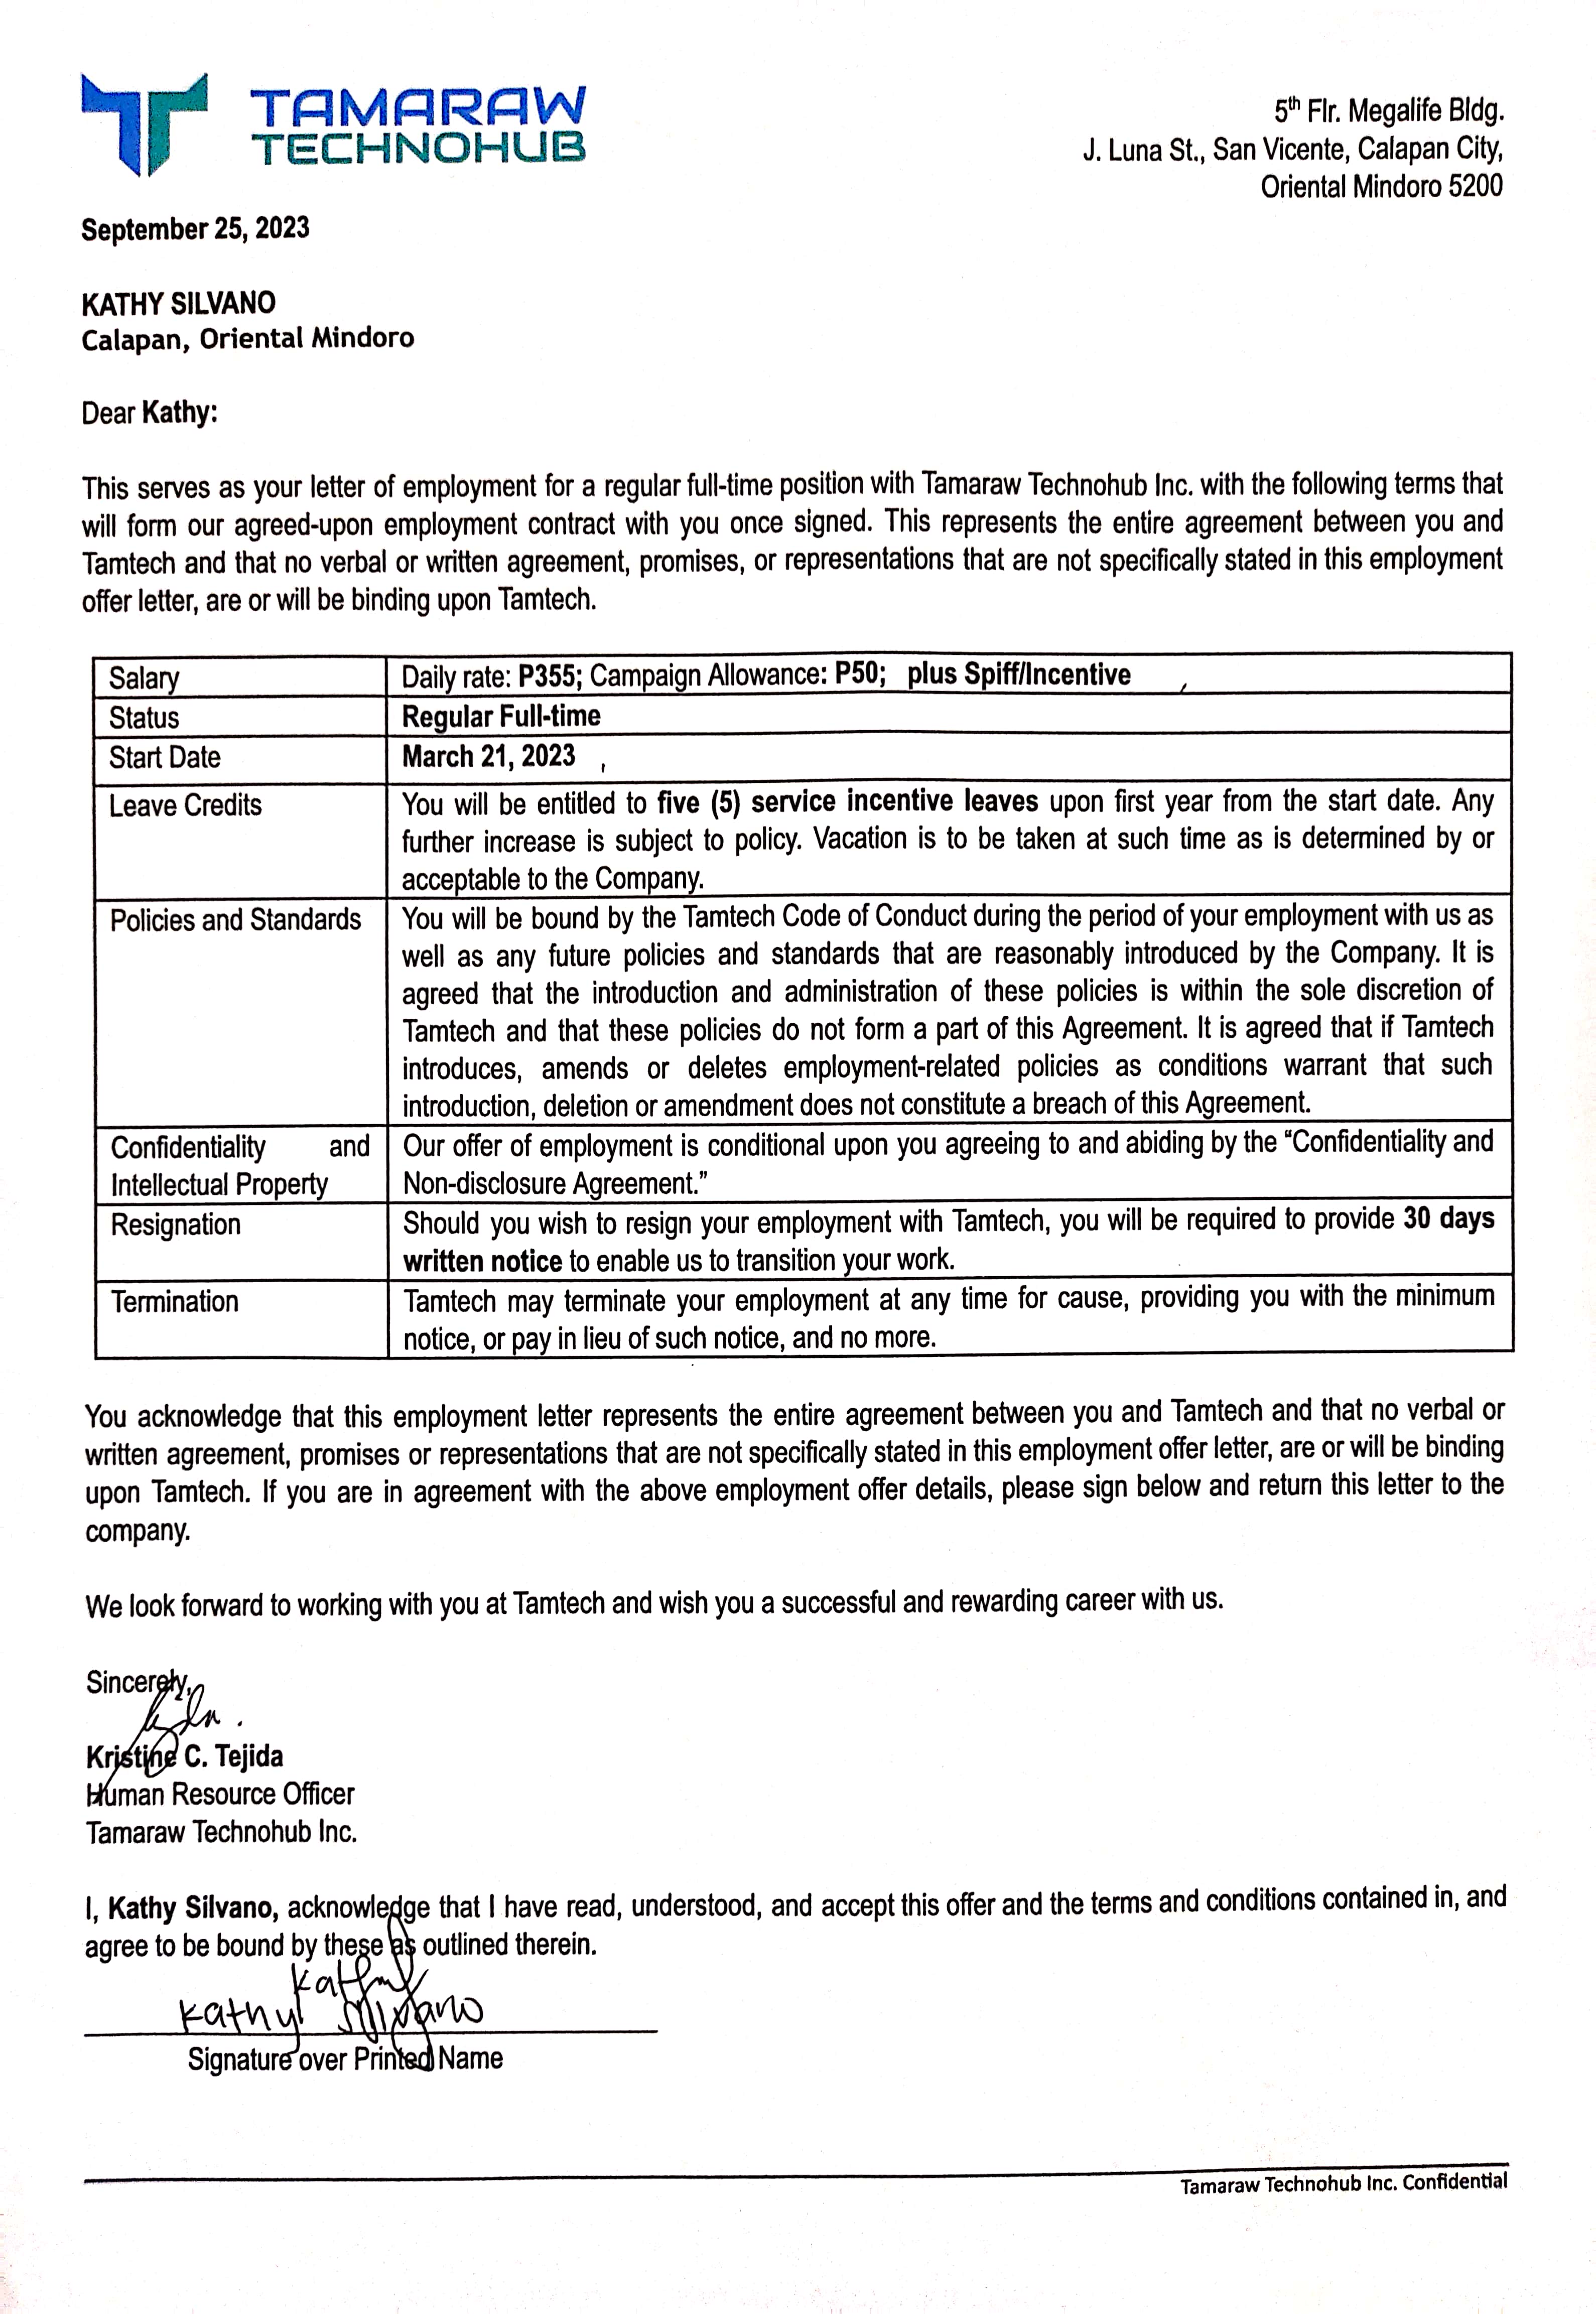 TAMARAW
TECHNOHUB
5th Flr. Megalife Bldg.
J. Luna St., San Vicente, Calapan City,
Oriental Mindoro 5200
September 25, 2023
KATHY SILVANO
Calapan, Oriental Mindoro
Dear Kathy:
This serves as your letter of employment for a regular full-time position with Tamaraw Technohub Inc. with the following terms that
will form our agreed-upon employment contract with you once signed. This represents the entire agreement between you and
Tamtech and that no verbal or written agreement, promises, or representations that are not specifically stated in this employment
offer letter, are or will be binding upon Tamtech.
Salary
Daily rate: P355; Campaign Allowance: P50; plus Spiff/Incentive
Status
Regular Full-time
Start Date
March 21, 2023
Leave Credits
You will be entitled to five (5) service incentive leaves upon first year from the start date. Any
further increase is subject to policy. Vacation is to be taken at such time as is determined by or
acceptable to the Company.
Policies and Standards
You will be bound by the Tamtech Code of Conduct during the period of your employment with us as
well as any future policies and standards that are reasonably introduced by the Company. It is
agreed that the introduction and administration of these policies is within the sole discretion of
Tamtech and that these policies do not form a part of this Agreement. It is agreed that if Tamtech
introduces, amends or deletes employment-related policies as conditions warrant that such
introduction, deletion or amendment does not constitute a breach of this Agreement.
Confidentiality and
Intellectual Property
Our offer of employment is conditional upon you agreeing to and abiding by the “Confidentiality and
Non-disclosure Agreement.”
Resignation
Should you wish to resign your employment with Tamtech, you will be required to provide 30 days
written notice to enable us to transition your work.
Termination
Tamtech may terminate your employment at any time for cause, providing you with the minimum
notice, or pay in lieu of such notice, and no more.
You acknowledge that this employment letter represents the entire agreement between you and Tamtech and that no verbal or
written agreement, promises or representations that are not specifically stated in this employment offer letter, are or will be binding
upon Tamtech. If you are in agreement with the above employment offer details, please sign below and return this letter to the
company.
We look forward to working with you at Tamtech and wish you a successful and rewarding career with us.
Sincerely,
Kristine C. Tejida
Human Resource Officer
Tamaraw Technohub Inc.
I, Kathy Silvano, acknowledge that I have read, understood, and accept this offer and the terms and conditions contained in, and
agree to be bound by these as outlined therein.
Kathy Silvano
Signature over Printed Name
Tamaraw Technohub Inc. Confidential